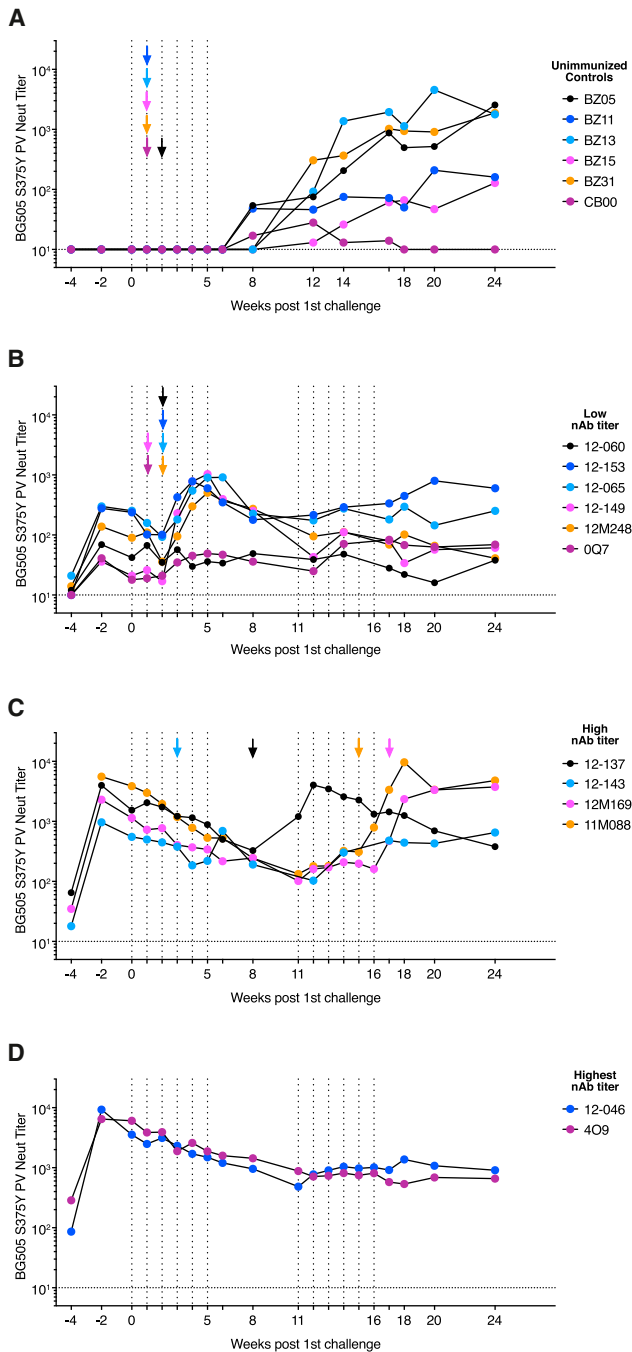 A
BG505 S375Y PV Neut Titer
10⁴
10³
10²
10¹
-4 -2 0 5 8 12 14 17 18 20 24
Weeks post 1st challenge
Unimmunized
Controls
BZ05
BZ11
BZ13
BZ15
BZ31
CB00
B
BG505 S375Y PV Neut Titer
10⁴
10³
10²
10¹
-4 -2 0 5 8 11 12 14 16 18 20 24
Weeks post 1st challenge
Low
nAb titer
12-060
12-153
12-065
12-149
12M248
0Q7
C
BG505 S375Y PV Neut Titer
10⁴
10³
10²
10¹
-4 -2 0 5 8 11 14 16 18 20 24
Weeks post 1st challenge
High
nAb titer
12-137
12-143
12M169
11M088
D
BG505 S375Y PV Neut Titer
10⁴
10³
10²
10¹
-4 -2 0 5 8 11 14 16 18 20 24
Weeks post 1st challenge
Highest
nAb titer
12-046
4O9